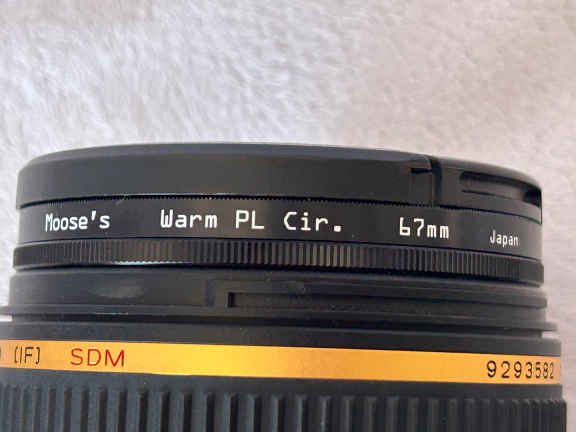 Moose's Warm PL Cir. 67mm Japan
[IF] SDM 9293582